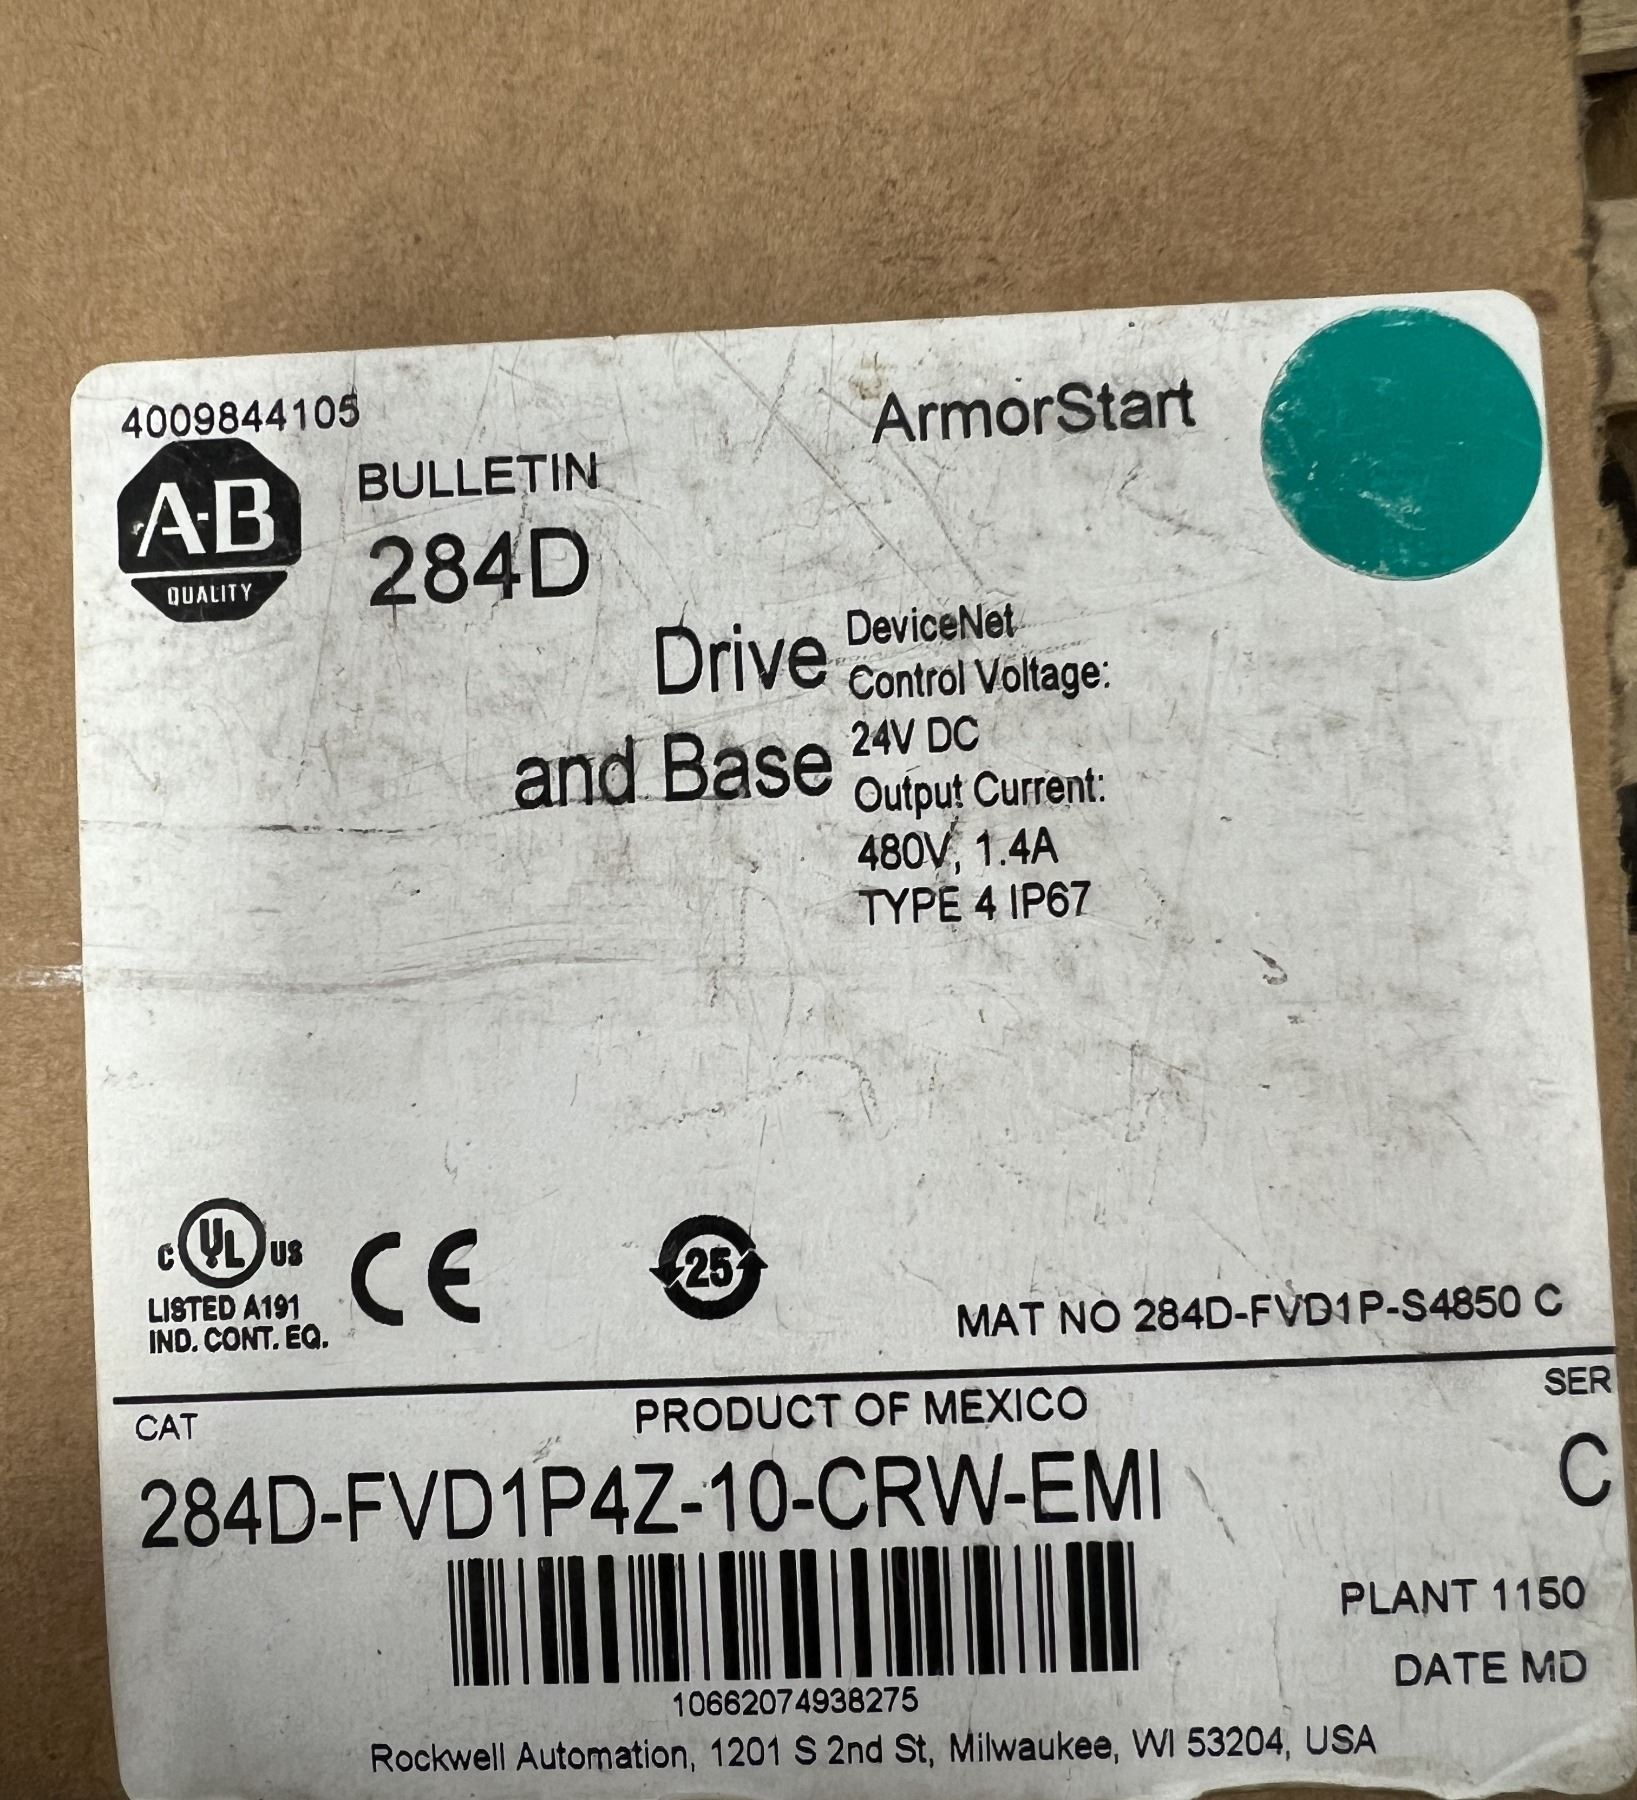 4009844105
ArmorStart
A-B
QUALITY
BULLETIN
284D
Drive
and Base
DeviceNet
Control Voltage:
24V DC
Output Current:
480V, 1.4A
TYPE 4 IP67
C UL US
LISTED A191
IND. CONT. EQ.
CE
25
MAT NO 284D-FVD1P-S4850 C
CAT
PRODUCT OF MEXICO
SER
284D-FVD1P4Z-10-CRW-EMI
C
PLANT 1150
DATE MD
10662074938275
Rockwell Automation, 1201 S 2nd St, Milwaukee, WI 53204, USA